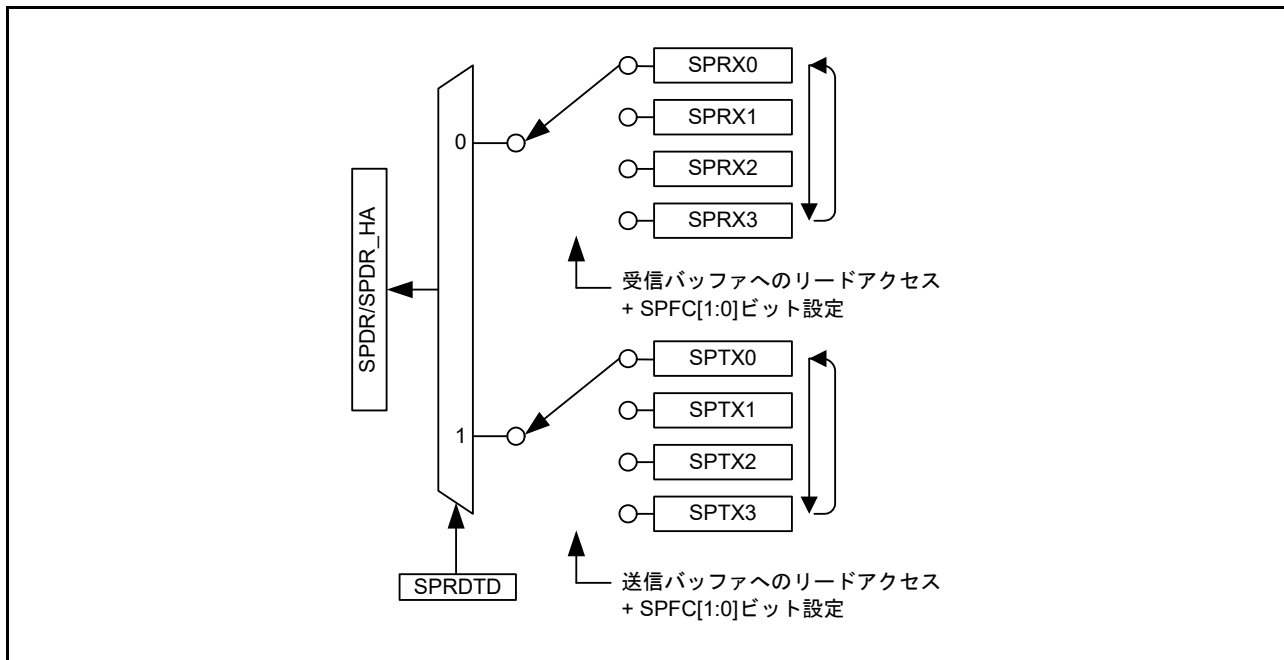 SPRX0
SPRX1
SPRX2
SPRX3
0
SPDR/SPDR_HA
受信バッファへのリードアクセス
+ SPFC[1:0]ビット設定
SPTX0
SPTX1
SPTX2
SPTX3
1
SPRDTD
送信バッファへのリードアクセス
+ SPFC[1:0]ビット設定